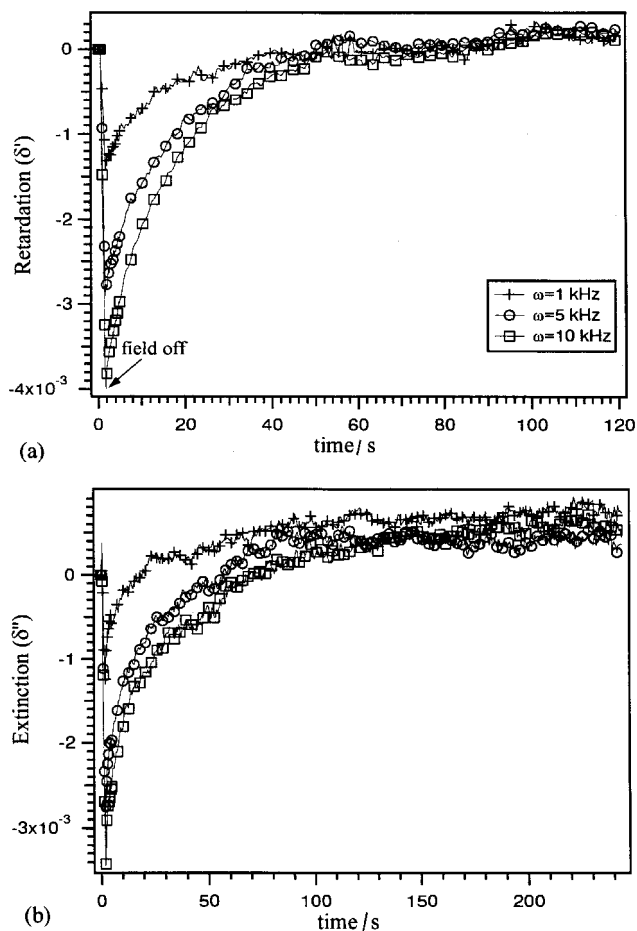 0
-1
-2
-3
-4x10⁻³
Retardation (δ')
ω=1 kHz
ω=5 kHz
ω=10 kHz
field off
0 20 40 60 80 100 120
time/ s
(a)
0
-1
-2
-3x10⁻³
Extinction (δ")
0 50 100 150 200
time /s
(b)